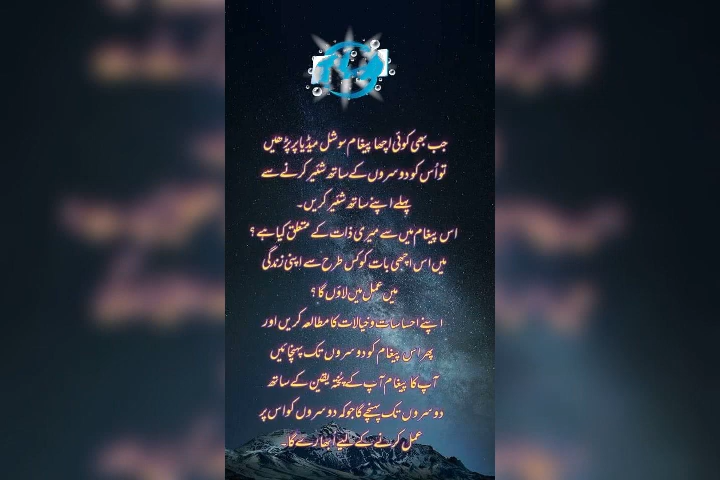 جب بھی کوئی اچھا پیغام سوشل میڈیا پر پڑھیں
تو اُس کو دوسروں کے ساتھ شئیر کرنے سے
پہلے اپنے ساتھ شئیر کریں۔
اس پیغام میں سے میری ذات کے متعلق کیا ہے؟
میں اس اچھی بات کو کس طرح سے اپنی زندگی
میں عمل میں لاؤں گا؟
اپنے احساسات و خیالات کا مطالعہ کریں اور
پھر اس پیغام کو دوسروں تک پہنچائیں
آپ کا پیغام آپ کے پُختہ یقین کے ساتھ
دوسروں تک پہنچے گا جو کہ دوسروں کو اس پر
عمل کرنے کے لیے اُبھارے گا۔